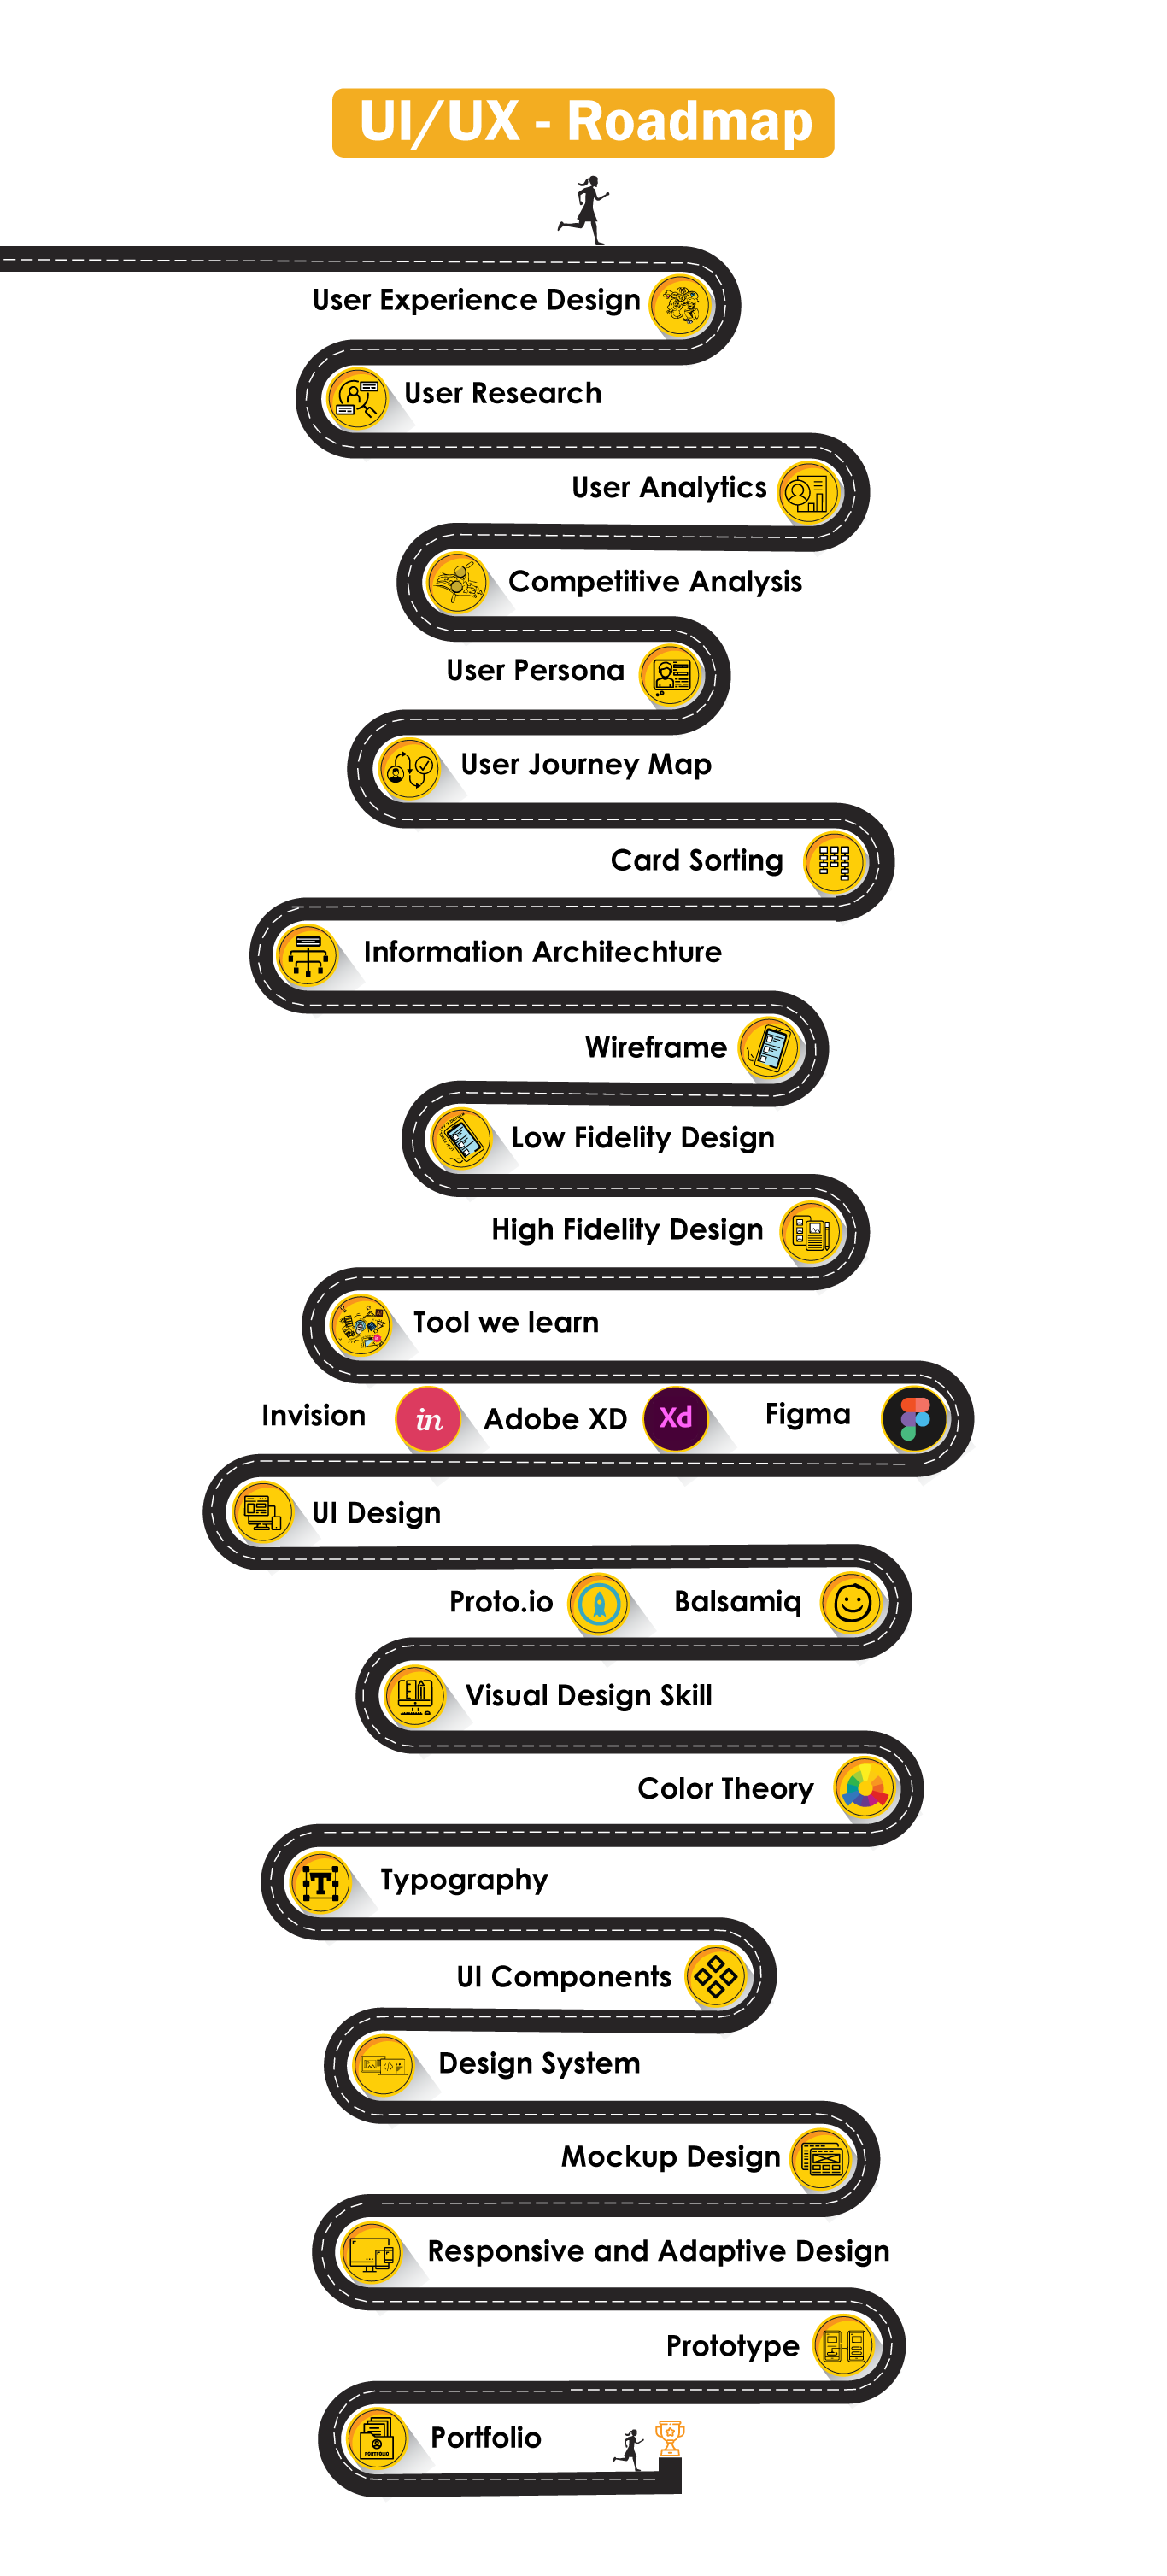 UI/UX - Roadmap
User Experience Design
User Research
User Analytics
Competitive Analysis
User Persona
User Journey Map
Card Sorting
Information Architechture
Wireframe
Low Fidelity Design
High Fidelity Design
Tool we learn
Invision in Adobe XD Xd Figma
UI Design
Proto.io Balsamiq
Visual Design Skill
Color Theory
Typography
T
UI Components
Design System
Mockup Design
Responsive and Adaptive Design
Prototype
Portfolio
PORTFOLIO